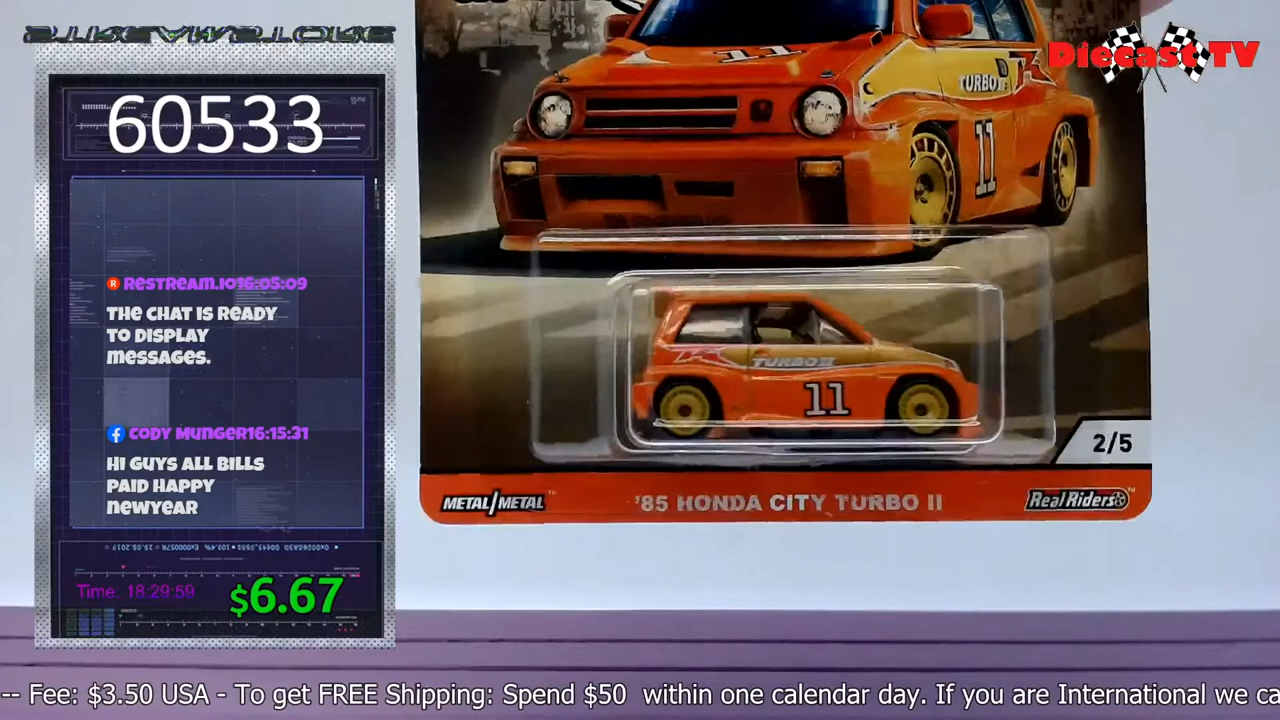 60533
Restream.io16:05:09
The chat is ready
to display
messages.
Cody Munger16:15:31
Hi guys all bills
paid happy
newyear
Time: 18:29:59
$6.67
Diecast TV
11
TURBO II
11
TURBO II
11
2/5
METAL/METAL™
'85 HONDA CITY TURBO II
Real Riders™
-- Fee: $3.50 USA - To get FREE Shipping: Spend $50 within one calendar day. If you are International we ca